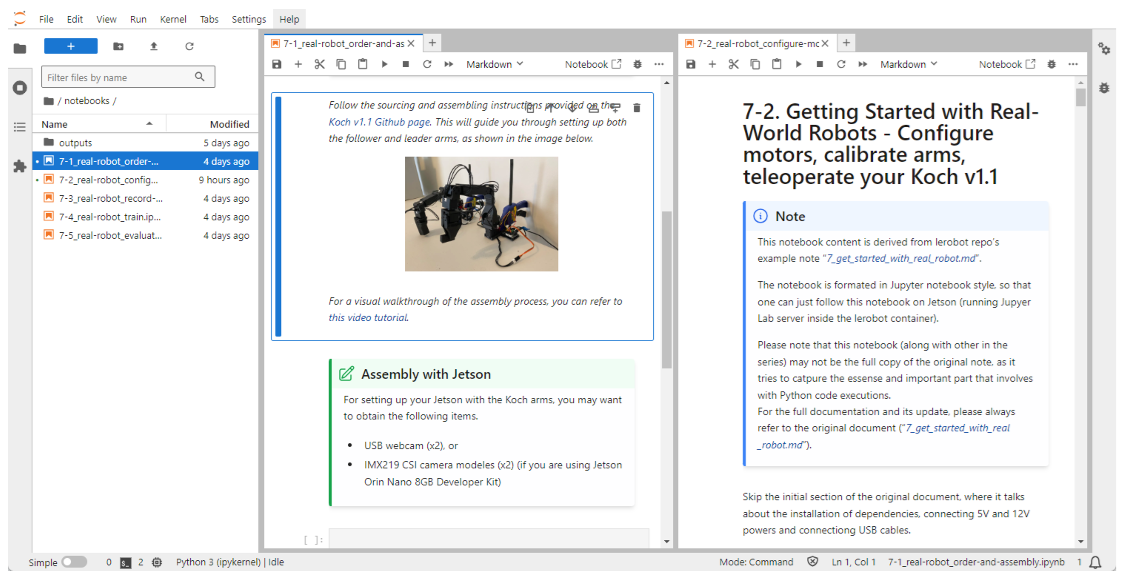 File Edit View Run Kernel Tabs Settings Help
+
Filter files by name
/ notebooks /
Name Modified
outputs 5 days ago
7-1_real-robot_order-... 4 days ago
7-2_real-robot_config... 9 hours ago
7-3_real-robot_record-... 4 days ago
7-4_real-robot_train.ip... 4 days ago
7-5_real-robot_evaluat... 4 days ago
7-1_real-robot_order-and-as
Markdown Notebook
Follow the sourcing and assembling instructions provided on the
Koch v1.1 Github page. This will guide you through setting up both
the follower and leader arms, as shown in the image below.
For a visual walkthrough of the assembly process, you can refer to
this video tutorial.
Assembly with Jetson
For setting up your Jetson with the Koch arms, you may want
to obtain the following items.
• USB webcam (x2), or
• IMX219 CSI camera modeles (x2) (if you are using Jetson
Orin Nano 8GB Developer Kit)
[ ]:
7-2_real-robot_configure-mc
Markdown Notebook
7-2. Getting Started with Real-
World Robots - Configure
motors, calibrate arms,
teleoperate your Koch v1.1
Note
This notebook content is derived from lerobot repo's
example note "7_get_started_with_real_robot.md".
The notebook is formated in Jupyter notebook style, so that
one can just follow this notebook on Jetson (running Jupyer
Lab server inside the lerobot container).
Please note that this notebook (along with other in the
series) may not be the full copy of the original note, as it
tries to catpure the essense and important part that involves
with Python code executions.
For the full documentation and its update, please always
refer to the original document ("7_get_started_with_real
_robot.md").
Skip the initial section of the original document, where it talks
about the installation of dependencies, connecting 5V and 12V
powers and connectiong USB cables.
Simple 0 2 Python 3 (ipykernel) | Idle Mode: Command Ln 1, Col 1 7-1_real-robot_order-and-assembly.ipynb 1